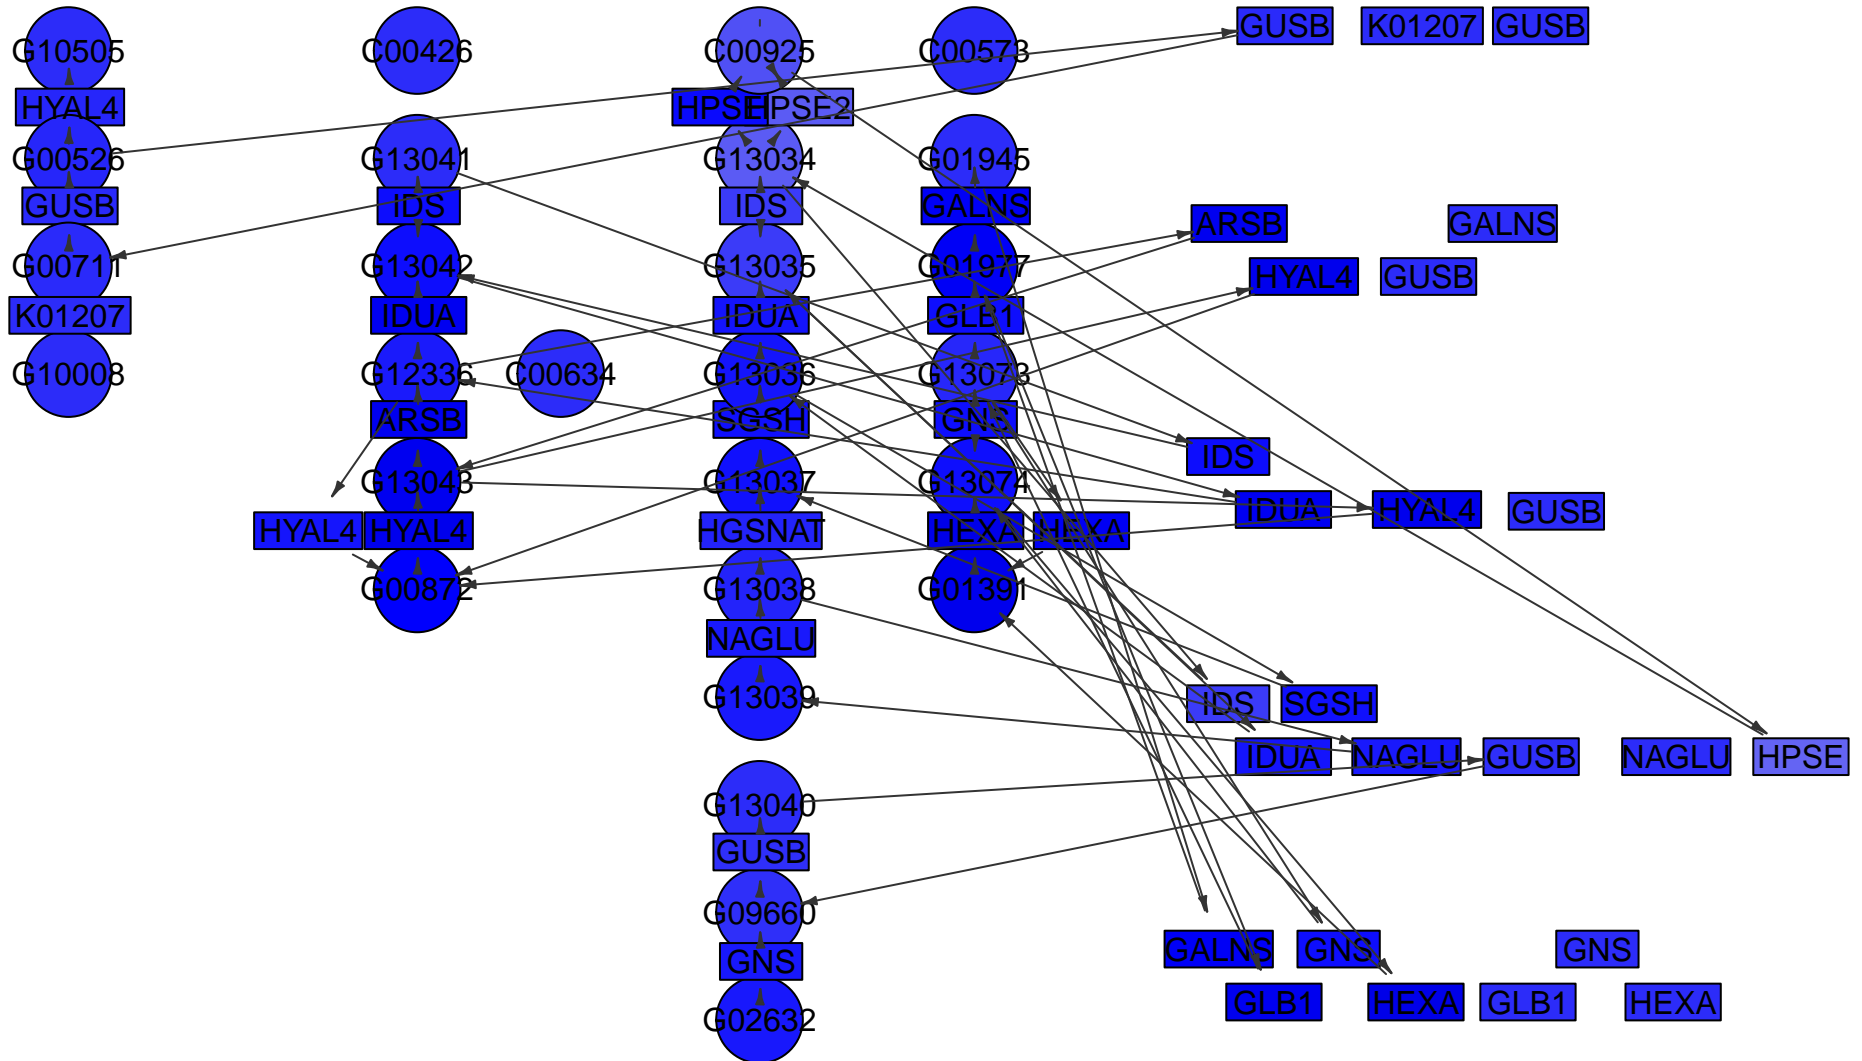 G10505 C00426 C00925 C00573 GUSB K01207 GUSB
HYAL4 HPSE HPSE2
G00526 G13041 G13034 G01945
GUSB IDS IDS GALNS ARSB GALNS
G00711 G13042 G13035 G01977 HYAL4 GUSB
K01207 IDUA IDUA GLB1
G10008 G12336 C00634 G13036 G13073
ARSB SGSH GNS
IDS
G13043 G13037 G13074
IDUA HYAL4 GUSB
HYAL4 HYAL4 HGSNAT HEXA HEXA
G00872 G13038 G01391
NAGLU
G13039 IDS SGSH
IDUA NAGLU GUSB NAGLU HPSE
G13040
GUSB
G09660
GNS GALNS GNS GNS
G02632 GLB1 HEXA GLB1 HEXA